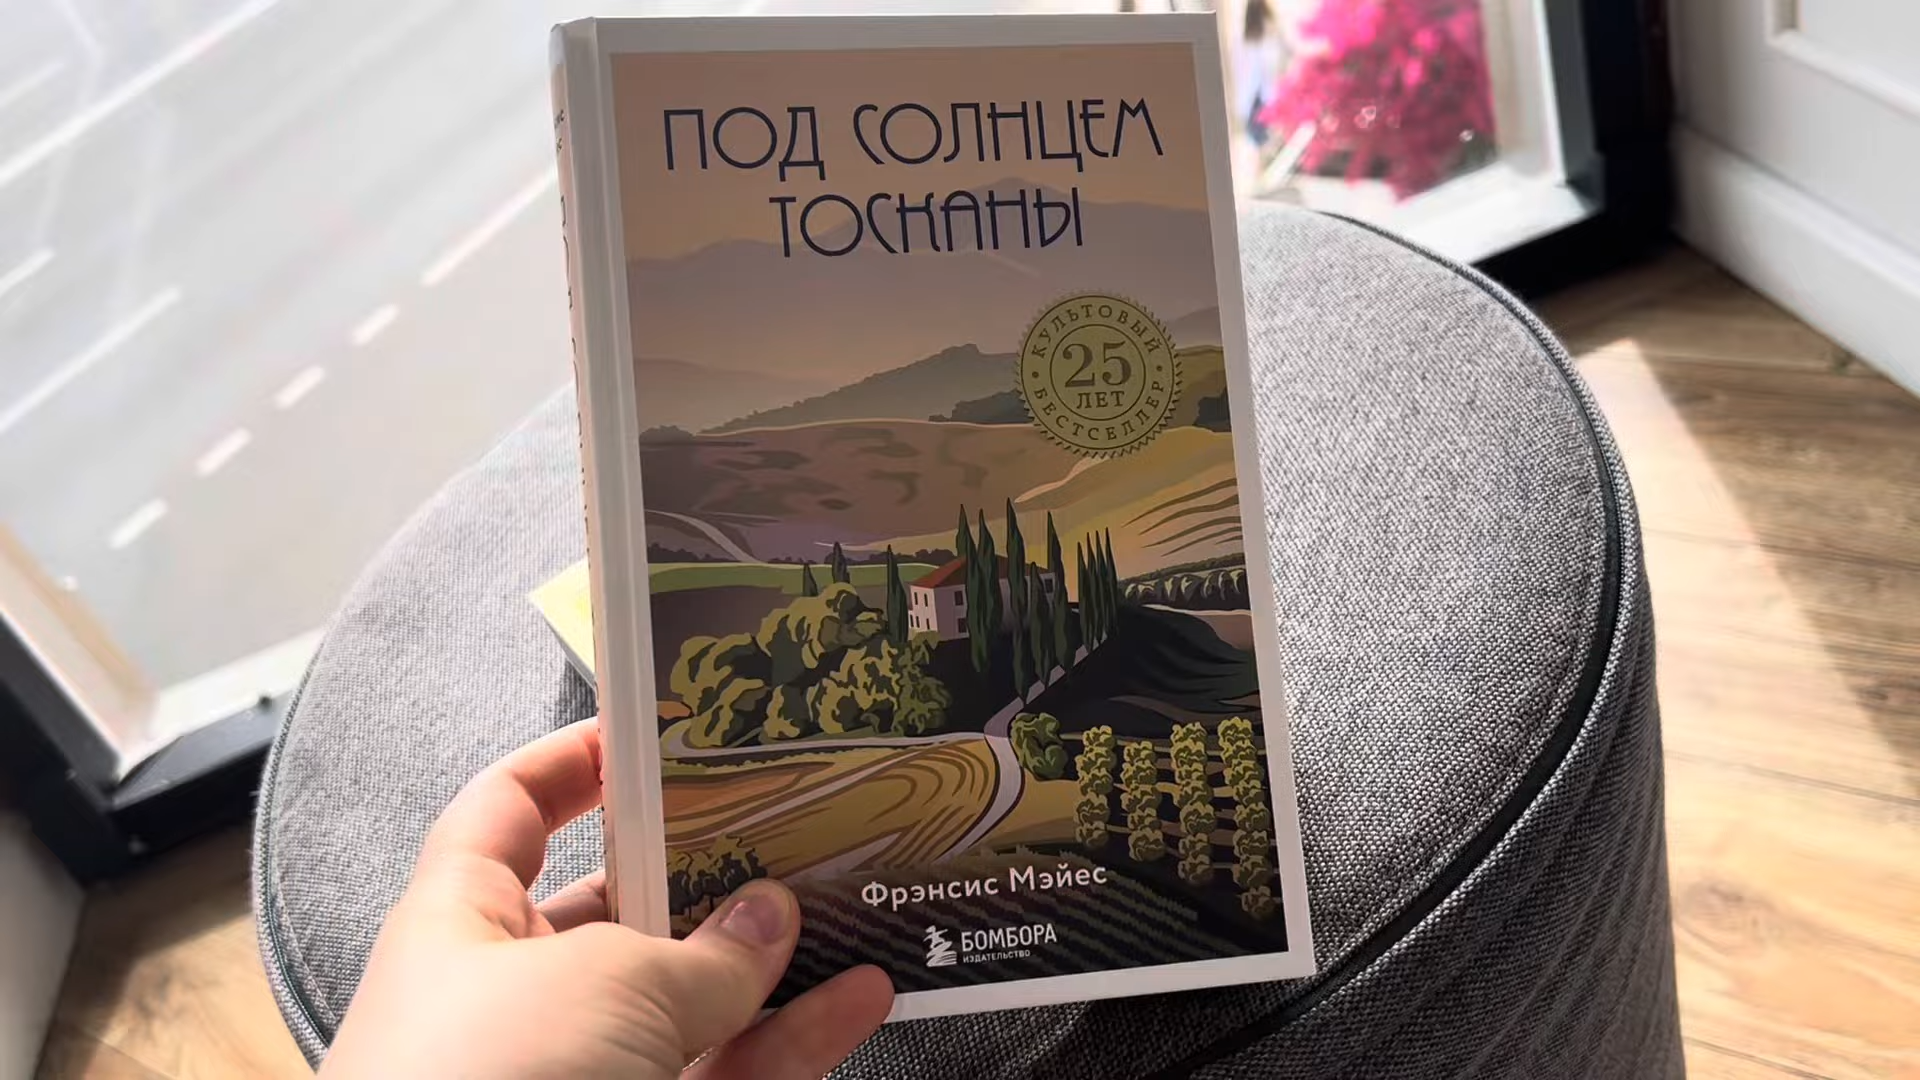 ПОД СОЛНЦЕМ
ТОСКАНЫ
КУЛЬТОВЫЙ
25
ЛЕТ
БЕСТСЕЛЛЕР
Фрэнсис Мэйес
БОМБОРА
ИЗДАТЕЛЬСТВО